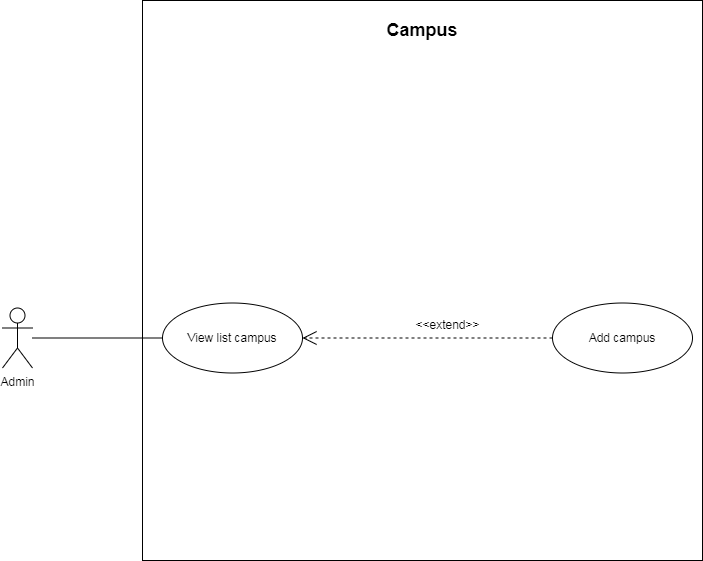 Campus
<<extend>>
View list campus
Add campus
Admin